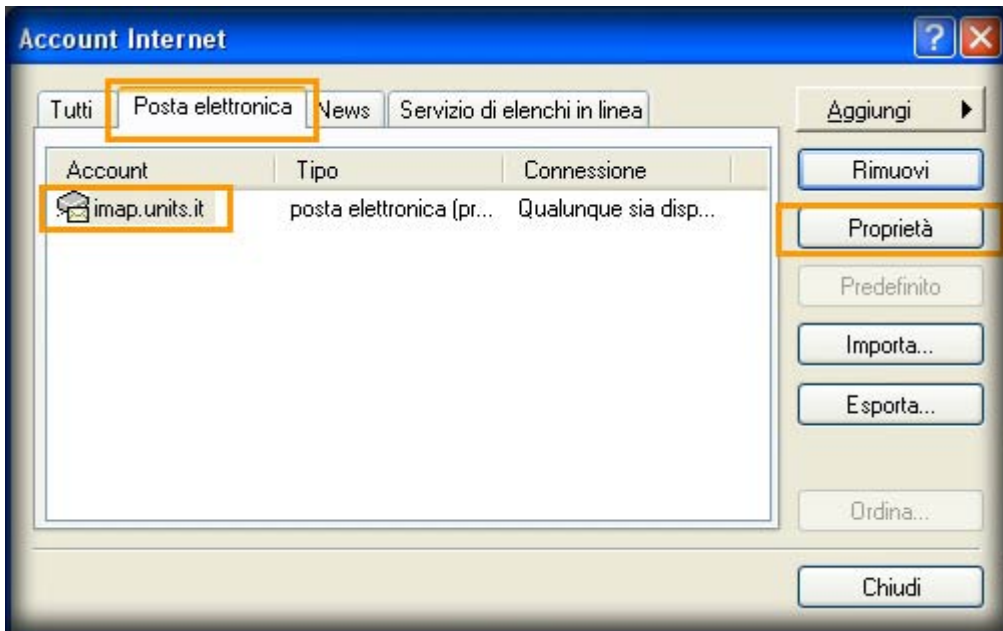 Account Internet
Tutti Posta elettronica News Servizio di elenchi in linea
Aggiungi
Account Tipo Connessione
Rimuovi
imap.units.it posta elettronica (pr... Qualunque sia disp...
Proprietà
Predefinito
Importa...
Esporta...
Ordina...
Chiudi